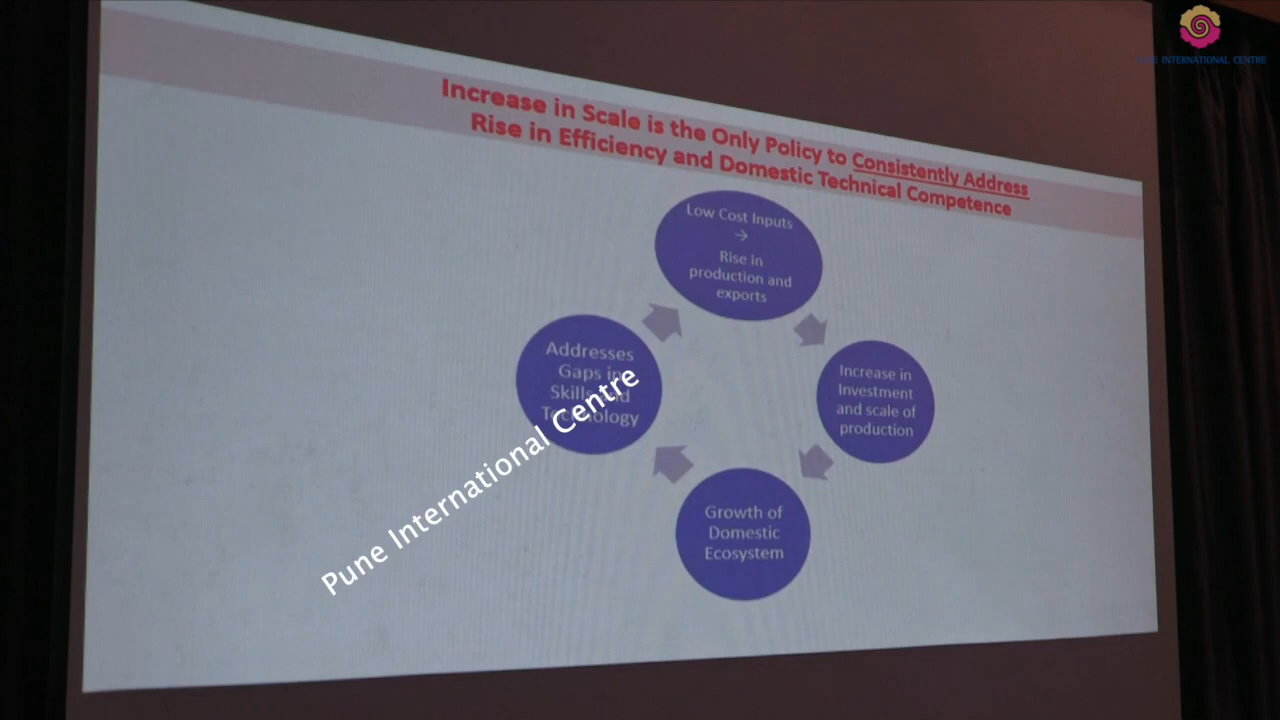 PUNE INTERNATIONAL CENTRE
Increase in Scale is the Only Policy to Consistently Address
Rise in Efficiency and Domestic Technical Competence
Low Cost Inputs
→
Rise in
production and
exports
Increase in
Investment
and scale of
production
Growth of
Domestic
Ecosystem
Addresses
Gaps in
Skills and
Technology
Pune International Centre